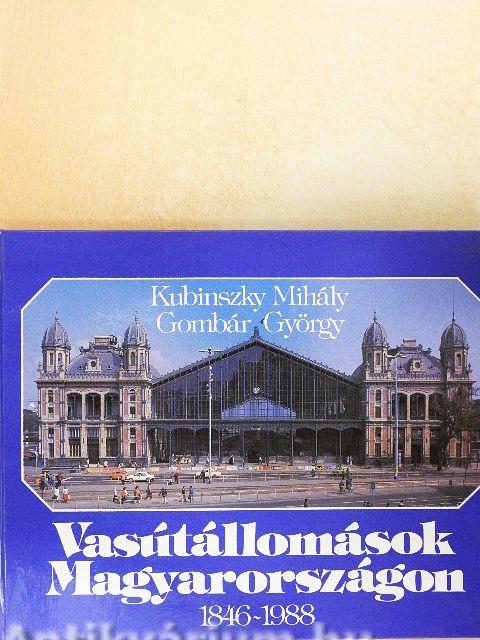 Kubinszky Mihály
Gombár György
Vasútállomások
Magyarországon
1846-1988